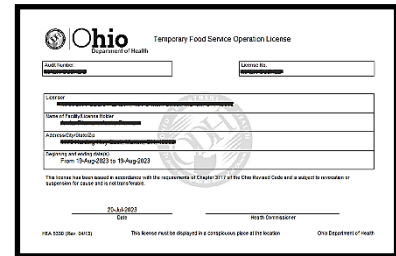 Ohio
Department of Health
Temporary Food Service Operation License
Audit Number:
License No.
Licensor
Name of Facility/License Holder
Address/City/State/Zip
Beginning and ending date(s)
From 19-Aug-2023 to 19-Aug-2023
This license has been issued in accordance with the requirements of Chapter 3717 of the Ohio Revised Code and is subject to revocation or
suspension for cause and is not transferable.
20-Jul-2023
Date
Health Commissioner
HEA 5330 (Rev.
This license must be displayed in a conspicuous place at the location
Ohio Department of Health